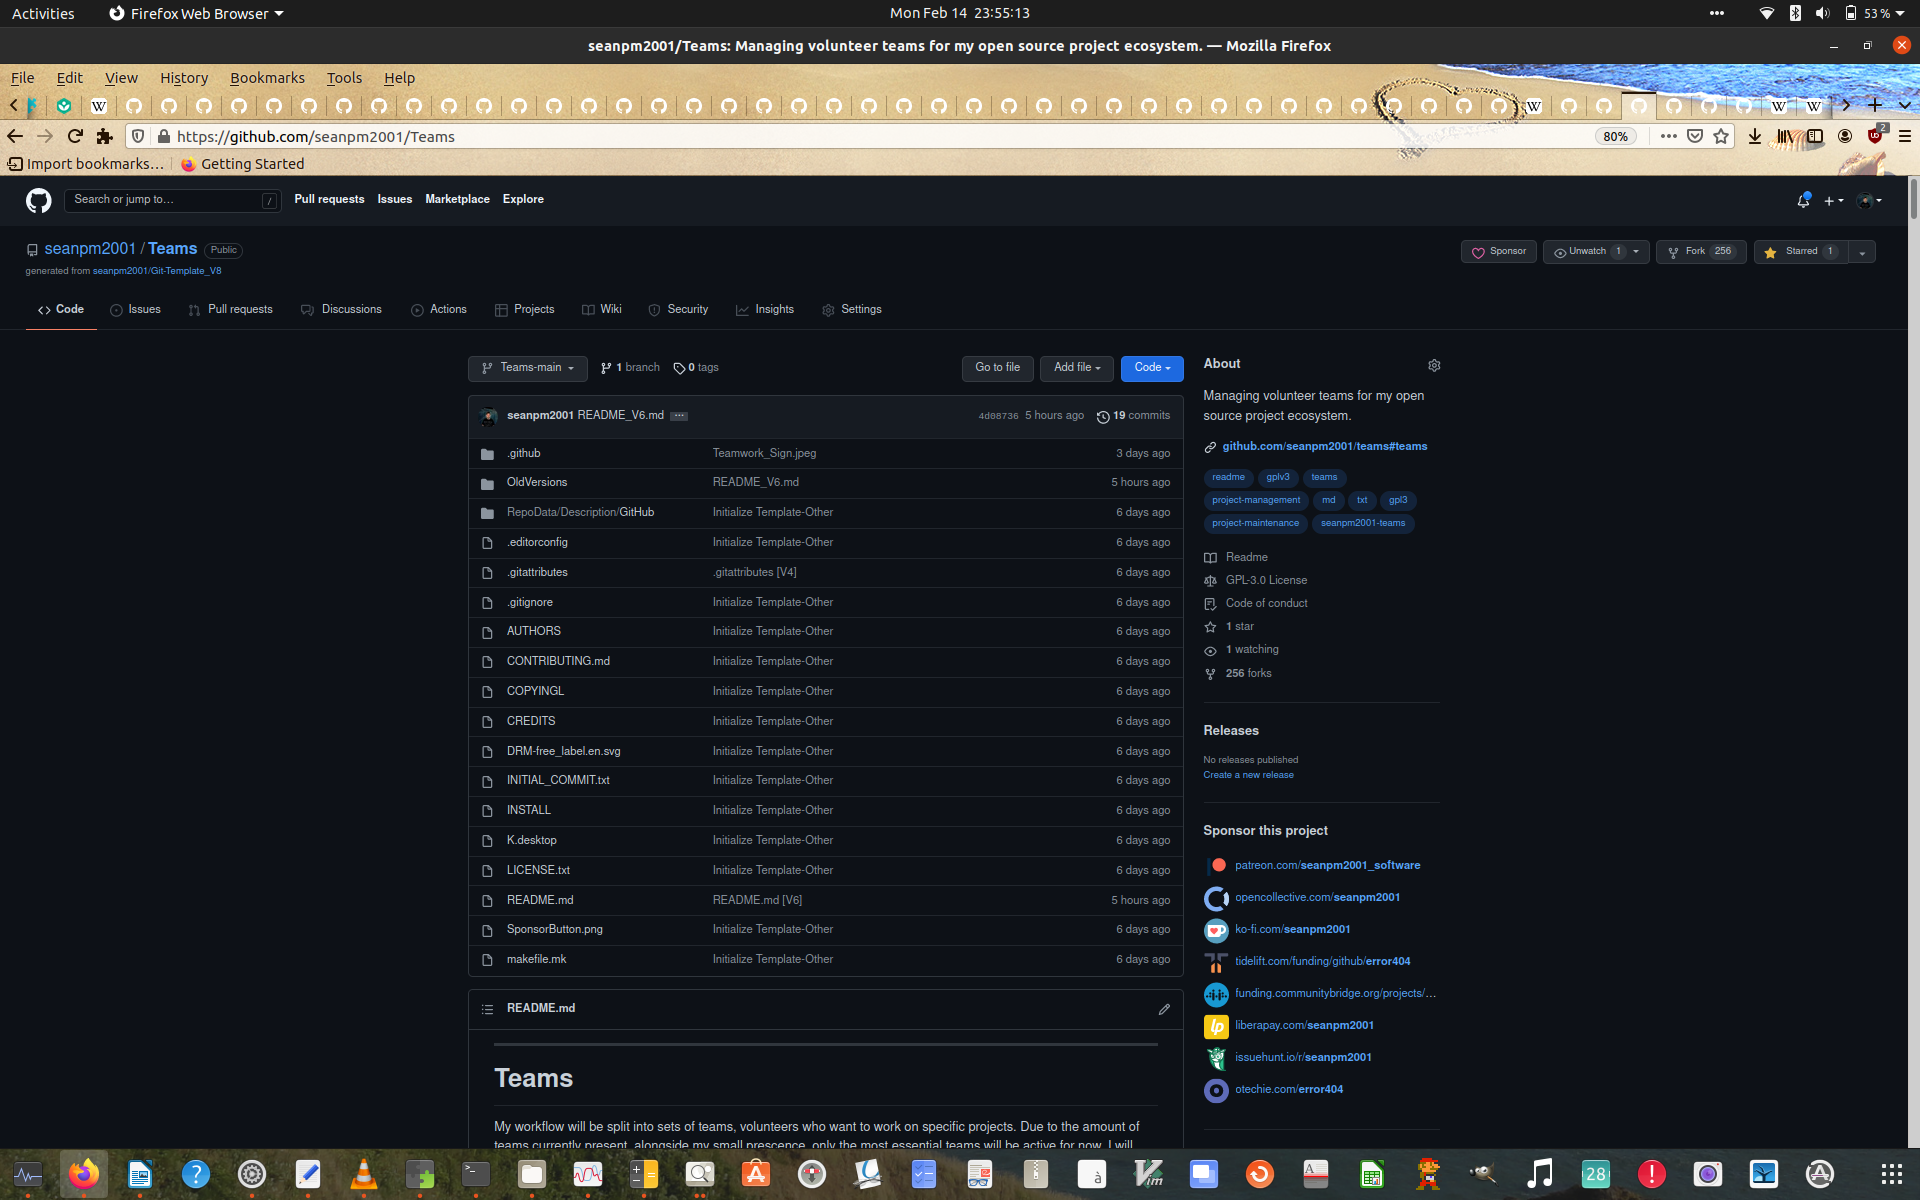 Activities Firefox Web Browser Mon Feb 14 23:55:13 53 %
seanpm2001/Teams: Managing volunteer teams for my open source project ecosystem. — Mozilla Firefox
File Edit View History Bookmarks Tools Help
https://github.com/seanpm2001/Teams 80% 2
Import bookmarks... Getting Started
Search or jump to... / Pull requests Issues Marketplace Explore
seanpm2001 / Teams Public
generated from seanpm2001/Git-Template_V8
Sponsor Unwatch 1 Fork 256 Starred 1
Code Issues Pull requests Discussions Actions Projects Wiki Security Insights Settings
Teams-main 1 branch 0 tags Go to file Add file Code
seanpm2001 README_V6.md ... 4d08736 5 hours ago 19 commits
.github Teamwork_Sign.jpeg 3 days ago
OldVersions README_V6.md 5 hours ago
RepoData/Description/GitHub Initialize Template-Other 6 days ago
.editorconfig Initialize Template-Other 6 days ago
.gitattributes .gitattributes [V4] 6 days ago
.gitignore Initialize Template-Other 6 days ago
AUTHORS Initialize Template-Other 6 days ago
CONTRIBUTING.md Initialize Template-Other 6 days ago
COPYINGL Initialize Template-Other 6 days ago
CREDITS Initialize Template-Other 6 days ago
DRM-free_label.en.svg Initialize Template-Other 6 days ago
INITIAL_COMMIT.txt Initialize Template-Other 6 days ago
INSTALL Initialize Template-Other 6 days ago
K.desktop Initialize Template-Other 6 days ago
LICENSE.txt Initialize Template-Other 6 days ago
README.md README.md [V6] 5 hours ago
SponsorButton.png Initialize Template-Other 6 days ago
makefile.mk Initialize Template-Other 6 days ago
README.md
Teams
My workflow will be split into sets of teams, volunteers who want to work on specific projects. Due to the amount of
teams currently present, alongside my small prescence, only the most essential teams will be active for now. I will
About
Managing volunteer teams for my open
source project ecosystem.
github.com/seanpm2001/teams#teams
readme gplv3 teams
project-management md txt gpl3
project-maintenance seanpm2001-teams
Readme
GPL-3.0 License
Code of conduct
1 star
1 watching
256 forks
Releases
No releases published
Create a new release
Sponsor this project
patreon.com/seanpm2001_software
opencollective.com/seanpm2001
ko-fi.com/seanpm2001
tidelift.com/funding/github/error404
funding.communitybridge.org/projects/...
liberapay.com/seanpm2001
issuehunt.io/r/seanpm2001
otechie.com/error404
28